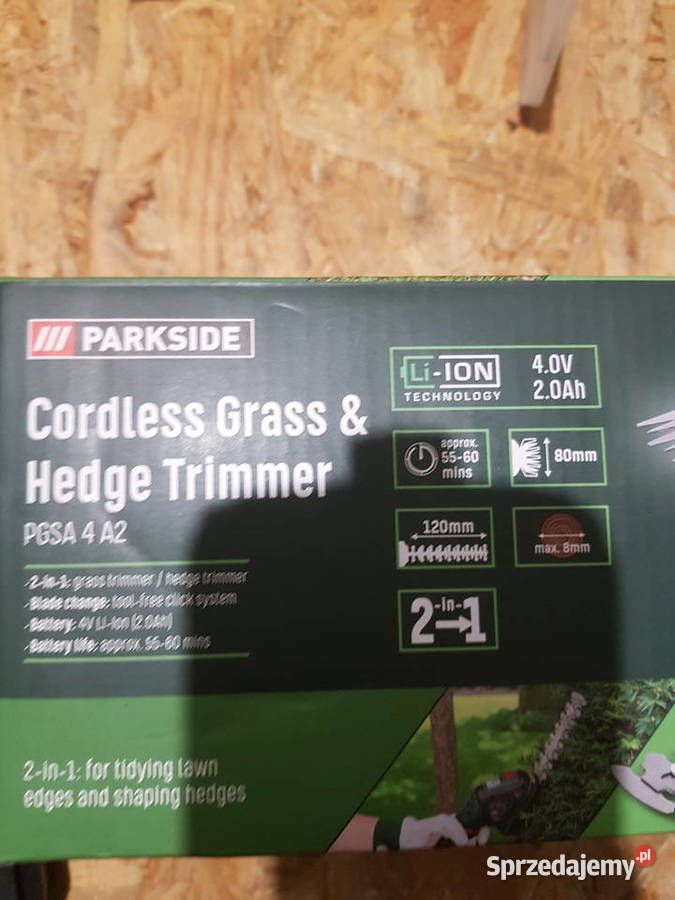 PARKSIDE
Cordless Grass &
Hedge Trimmer
PGSA 4 A2
-2-in-1: grass trimmer / hedge trimmer
-Blade change: tool-free click system
-Battery: 4V Li-Ion (2.0Ah)
-Battery life: approx. 55-60 mins
Li-ION
TECHNOLOGY
4.0V
2.0Ah
approx.
55-60
mins
80mm
120mm
max. 8mm
2-in-1
2-in-1: for tidying lawn
edges and shaping hedges
Sprzedajemy.pl